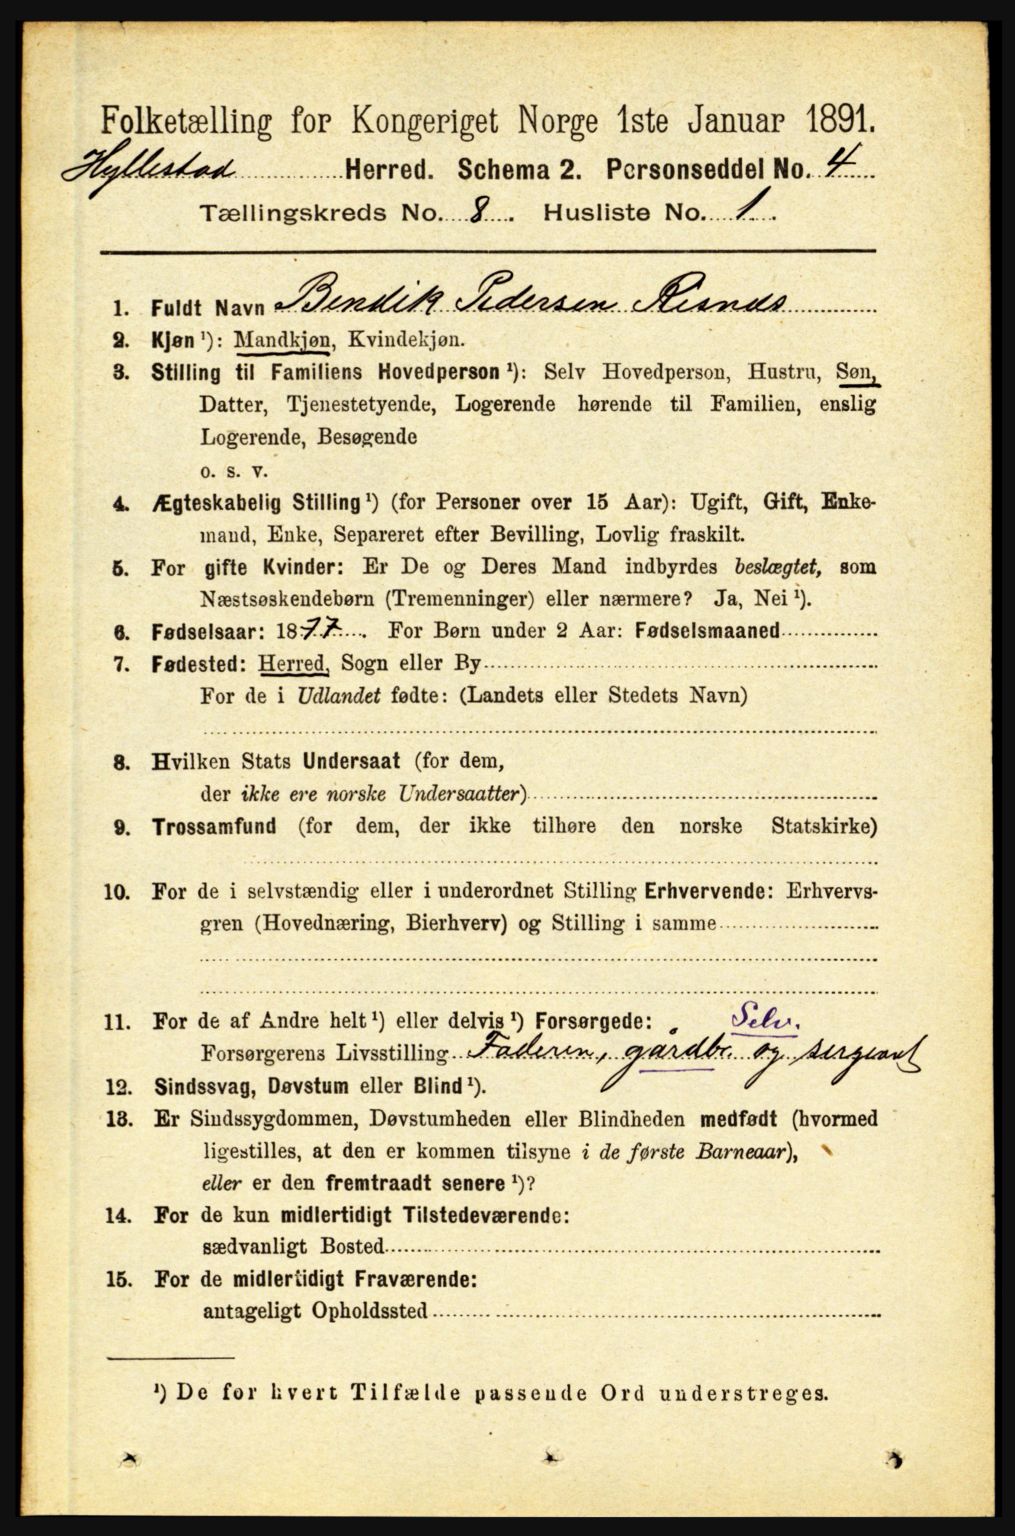 Folketælling for Kongeriget Norge 1ste Januar 1891.
Hyllestad Herred. Schema 2. Personseddel No. 4
Tællingskreds No. 8. Husliste No. 1.
1. Fuldt Navn Bendik Pedersen Risnes
2. Kjøn ¹): Mandkjøn, Kvindekjøn.
3. Stilling til Familiens Hovedperson ¹): Selv Hovedperson, Hustru, Søn,
Datter, Tjenestetyende, Logerende hørende til Familien, enslig
Logerende, Besøgende
o. s. v.
4. Ægteskabelig Stilling ¹) (for Personer over 15 Aar): Ugift, Gift, Enke-
mand, Enke, Separeret efter Bevilling, Lovlig fraskilt.
5. For gifte Kvinder: Er De og Deres Mand indbyrdes beslægtet, som
Næstsøskendebørn (Tremenninger) eller nærmere? Ja, Nei ¹).
6. Fødselsaar: 1877. For Børn under 2 Aar: Fødselsmaaned
7. Fødested: Herred, Sogn eller By
For de i Udlandet fødte: (Landets eller Stedets Navn)
8. Hvilken Stats Undersaat (for dem,
der ikke ere norske Undersaatter)
9. Trossamfund (for dem, der ikke tilhøre den norske Statskirke)
10. For de i selvstændig eller i underordnet Stilling Erhvervende: Erhvervs-
gren (Hovednæring, Bierhverv) og Stilling i samme
11. For de af Andre helt ¹) eller delvis ¹) Forsørgede: Selv.
Forsørgerens Livsstilling Faderen, gårdbr. og sergeant
12. Sindssvag, Døvstum eller Blind ¹).
13. Er Sindssygdommen, Døvstumheden eller Blindheden medfødt (hvormed
ligestilles, at den er kommen tilsyne i de første Barneaar),
eller er den fremtraadt senere ¹)?
14. For de kun midlertidigt Tilstedeværende:
sædvanligt Bosted
15. For de midlertidigt Fraværende:
antageligt Opholdssted
¹) De for hvert Tilfælde passende Ord understreges.